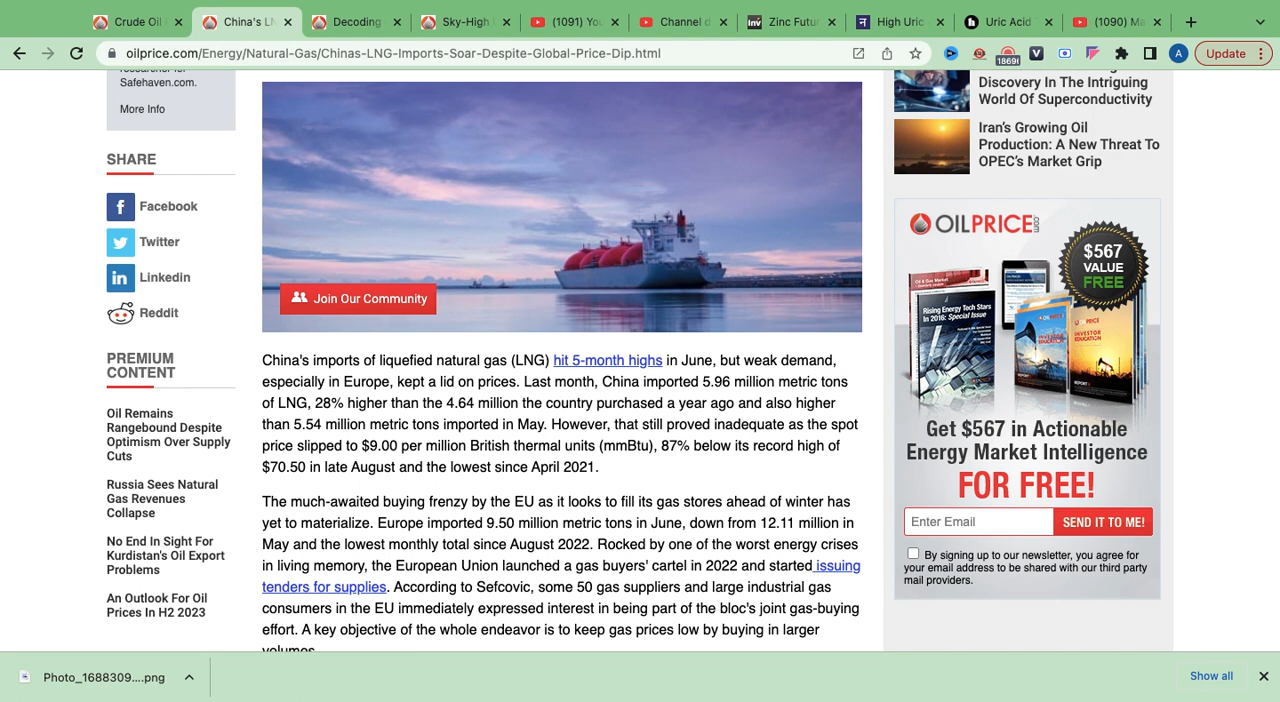 Crude Oil
China's LN
Decoding
Sky-High
(1091) You
Channel d
Zinc Futur
High Uric
Uric Acid
(1090) Ma
oilprice.com/Energy/Natural-Gas/Chinas-LNG-Imports-Soar-Despite-Global-Price-Dip.html
1869
A
Update
Safehaven.com.
More Info
SHARE
Facebook
Twitter
Linkedin
Reddit
PREMIUM
CONTENT
Oil Remains
Rangebound Despite
Optimism Over Supply
Cuts
Russia Sees Natural
Gas Revenues
Collapse
No End In Sight For
Kurdistan's Oil Export
Problems
An Outlook For Oil
Prices In H2 2023
Join Our Community
China's imports of liquefied natural gas (LNG) hit 5-month highs in June, but weak demand,
especially in Europe, kept a lid on prices. Last month, China imported 5.96 million metric tons
of LNG, 28% higher than the 4.64 million the country purchased a year ago and also higher
than 5.54 million metric tons imported in May. However, that still proved inadequate as the spot
price slipped to $9.00 per million British thermal units (mmBtu), 87% below its record high of
$70.50 in late August and the lowest since April 2021.
The much-awaited buying frenzy by the EU as it looks to fill its gas stores ahead of winter has
yet to materialize. Europe imported 9.50 million metric tons in June, down from 12.11 million in
May and the lowest monthly total since August 2022. Rocked by one of the worst energy crises
in living memory, the European Union launched a gas buyers' cartel in 2022 and started issuing
tenders for supplies. According to Sefcovic, some 50 gas suppliers and large industrial gas
consumers in the EU immediately expressed interest in being part of the bloc's joint gas-buying
effort. A key objective of the whole endeavor is to keep gas prices low by buying in larger
volumes.
Discovery In The Intriguing
World Of Superconductivity
Iran's Growing Oil
Production: A New Threat To
OPEC's Market Grip
OILPRICE.com
$567
VALUE
FREE
Rising Energy Tech Stars
In 2016: Special Issue
INVESTOR
EDUCATION
Get $567 in Actionable
Energy Market Intelligence
FOR FREE!
Enter Email
SEND IT TO ME!
By signing up to our newsletter, you agree for
your email address to be shared with our third party
mail providers.
Photo_1688309....png
Show all